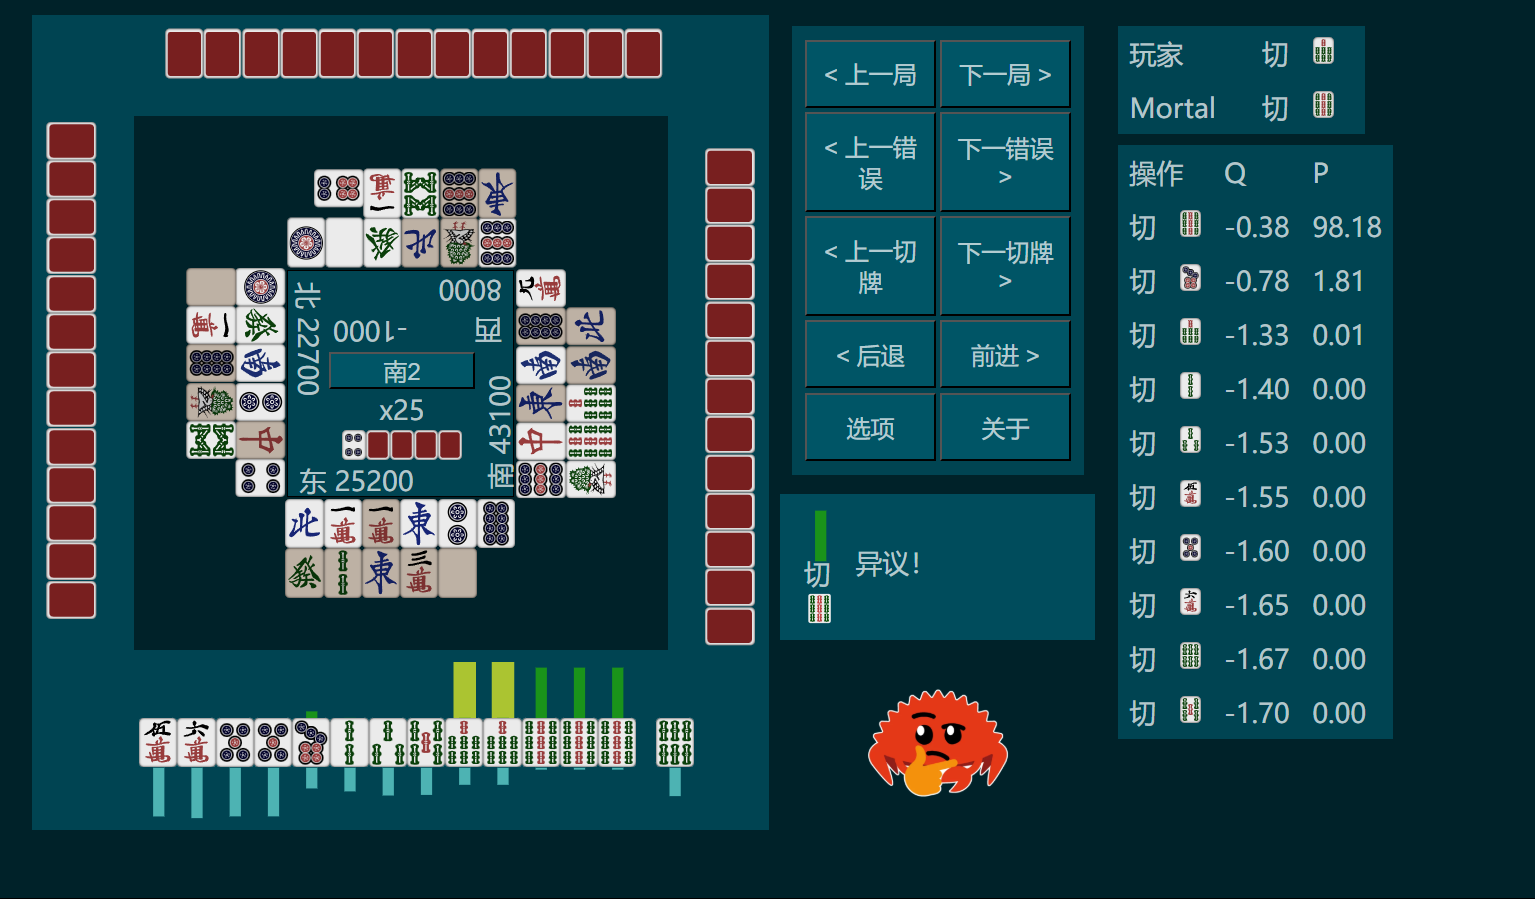 北 22700
8000
-1000
西
南2
x25
南 43100
东 25200
< 上一局
下一局 >
< 上一错误
下一错误 >
< 上一切牌
下一切牌 >
< 后退
前进 >
选项
关于
切
异议！
玩家 切
Mortal 切
操作 Q P
切 -0.38 98.18
切 -0.78 1.81
切 -1.33 0.01
切 -1.40 0.00
切 -1.53 0.00
切 -1.55 0.00
切 -1.60 0.00
切 -1.65 0.00
切 -1.67 0.00
切 -1.70 0.00